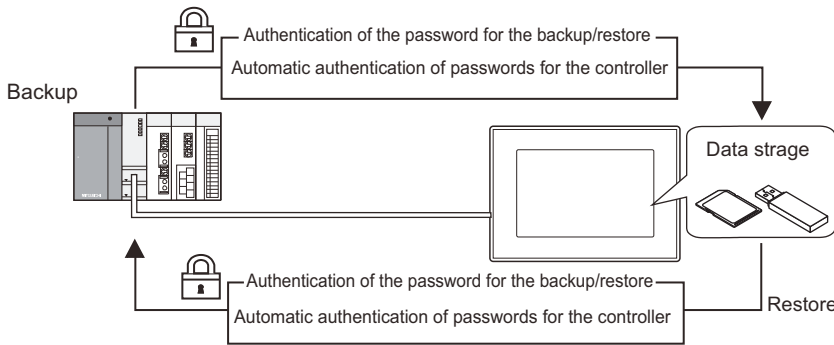 Authentication of the password for the backup/restore
Automatic authentication of passwords for the controller
Backup
Data strage
Authentication of the password for the backup/restore
Automatic authentication of passwords for the controller
Restore